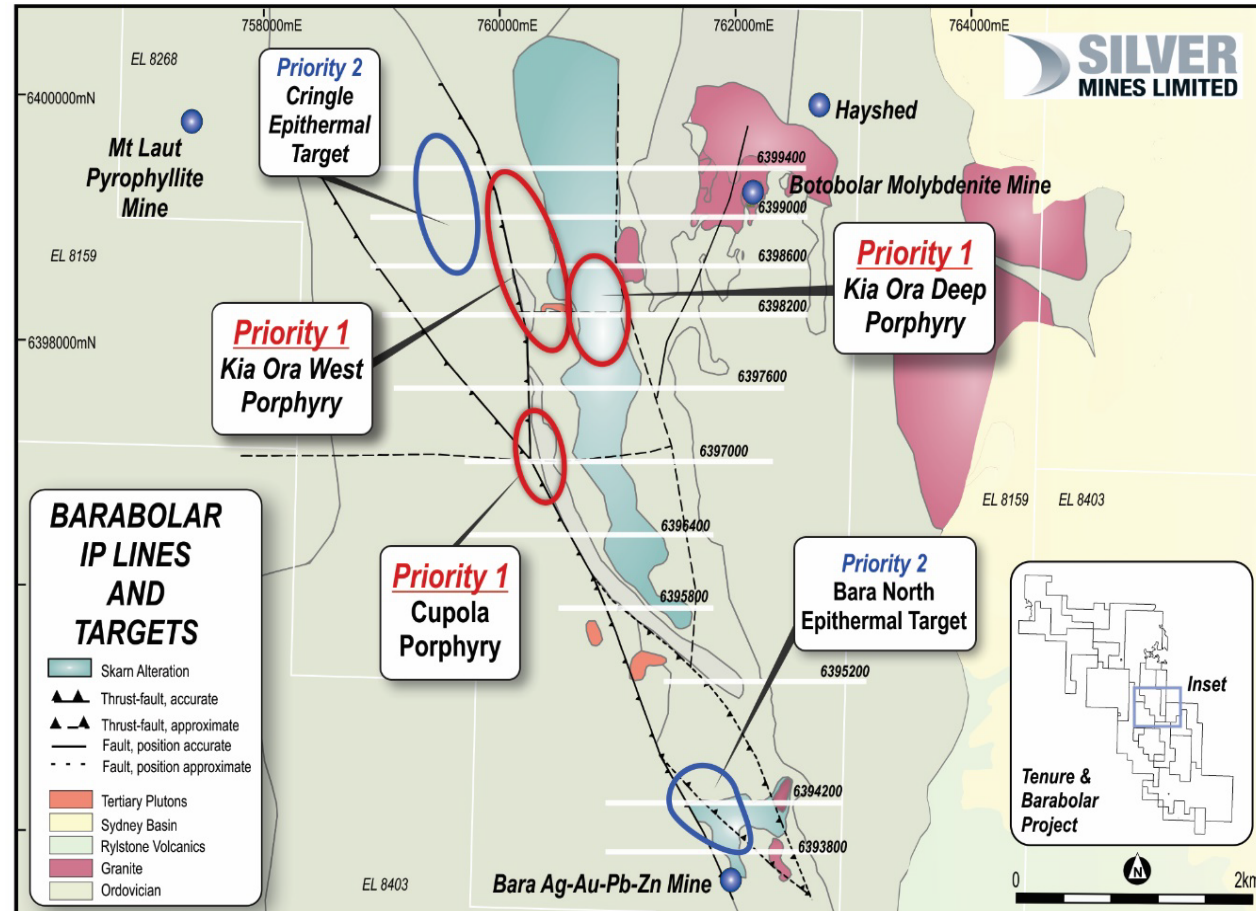 758000mE
760000mE
762000mE
764000mE
SILVER
MINES LIMITED
EL 8268
6400000mN
Mt Laut
Pyrophyllite
Mine
Priority 2
Cringle
Epithermal
Target
Hayshed
6399400
Botobolar Molybdenite Mine
6399000
EL 8159
6398600
Priority 1
Kia Ora Deep
Porphyry
6398200
Priority 1
Kia Ora West
Porphyry
6398000mN
6397600
6397000
EL 8159
EL 8403
6396400
Priority 1
Cupola
Porphyry
Priority 2
Bara North
Epithermal Target
6395800
6395200
6394200
6393800
Bara Ag-Au-Pb-Zn Mine
EL 8403
BARABOLAR
IP LINES
AND
TARGETS
Skarn Alteration
Thrust-fault, accurate
Thrust-fault, approximate
Fault, position accurate
Fault, position approximate
Tertiary Plutons
Sydney Basin
Rylstone Volcanics
Granite
Ordovician
Inset
Tenure &
Barabolar
Project
N
0
2km